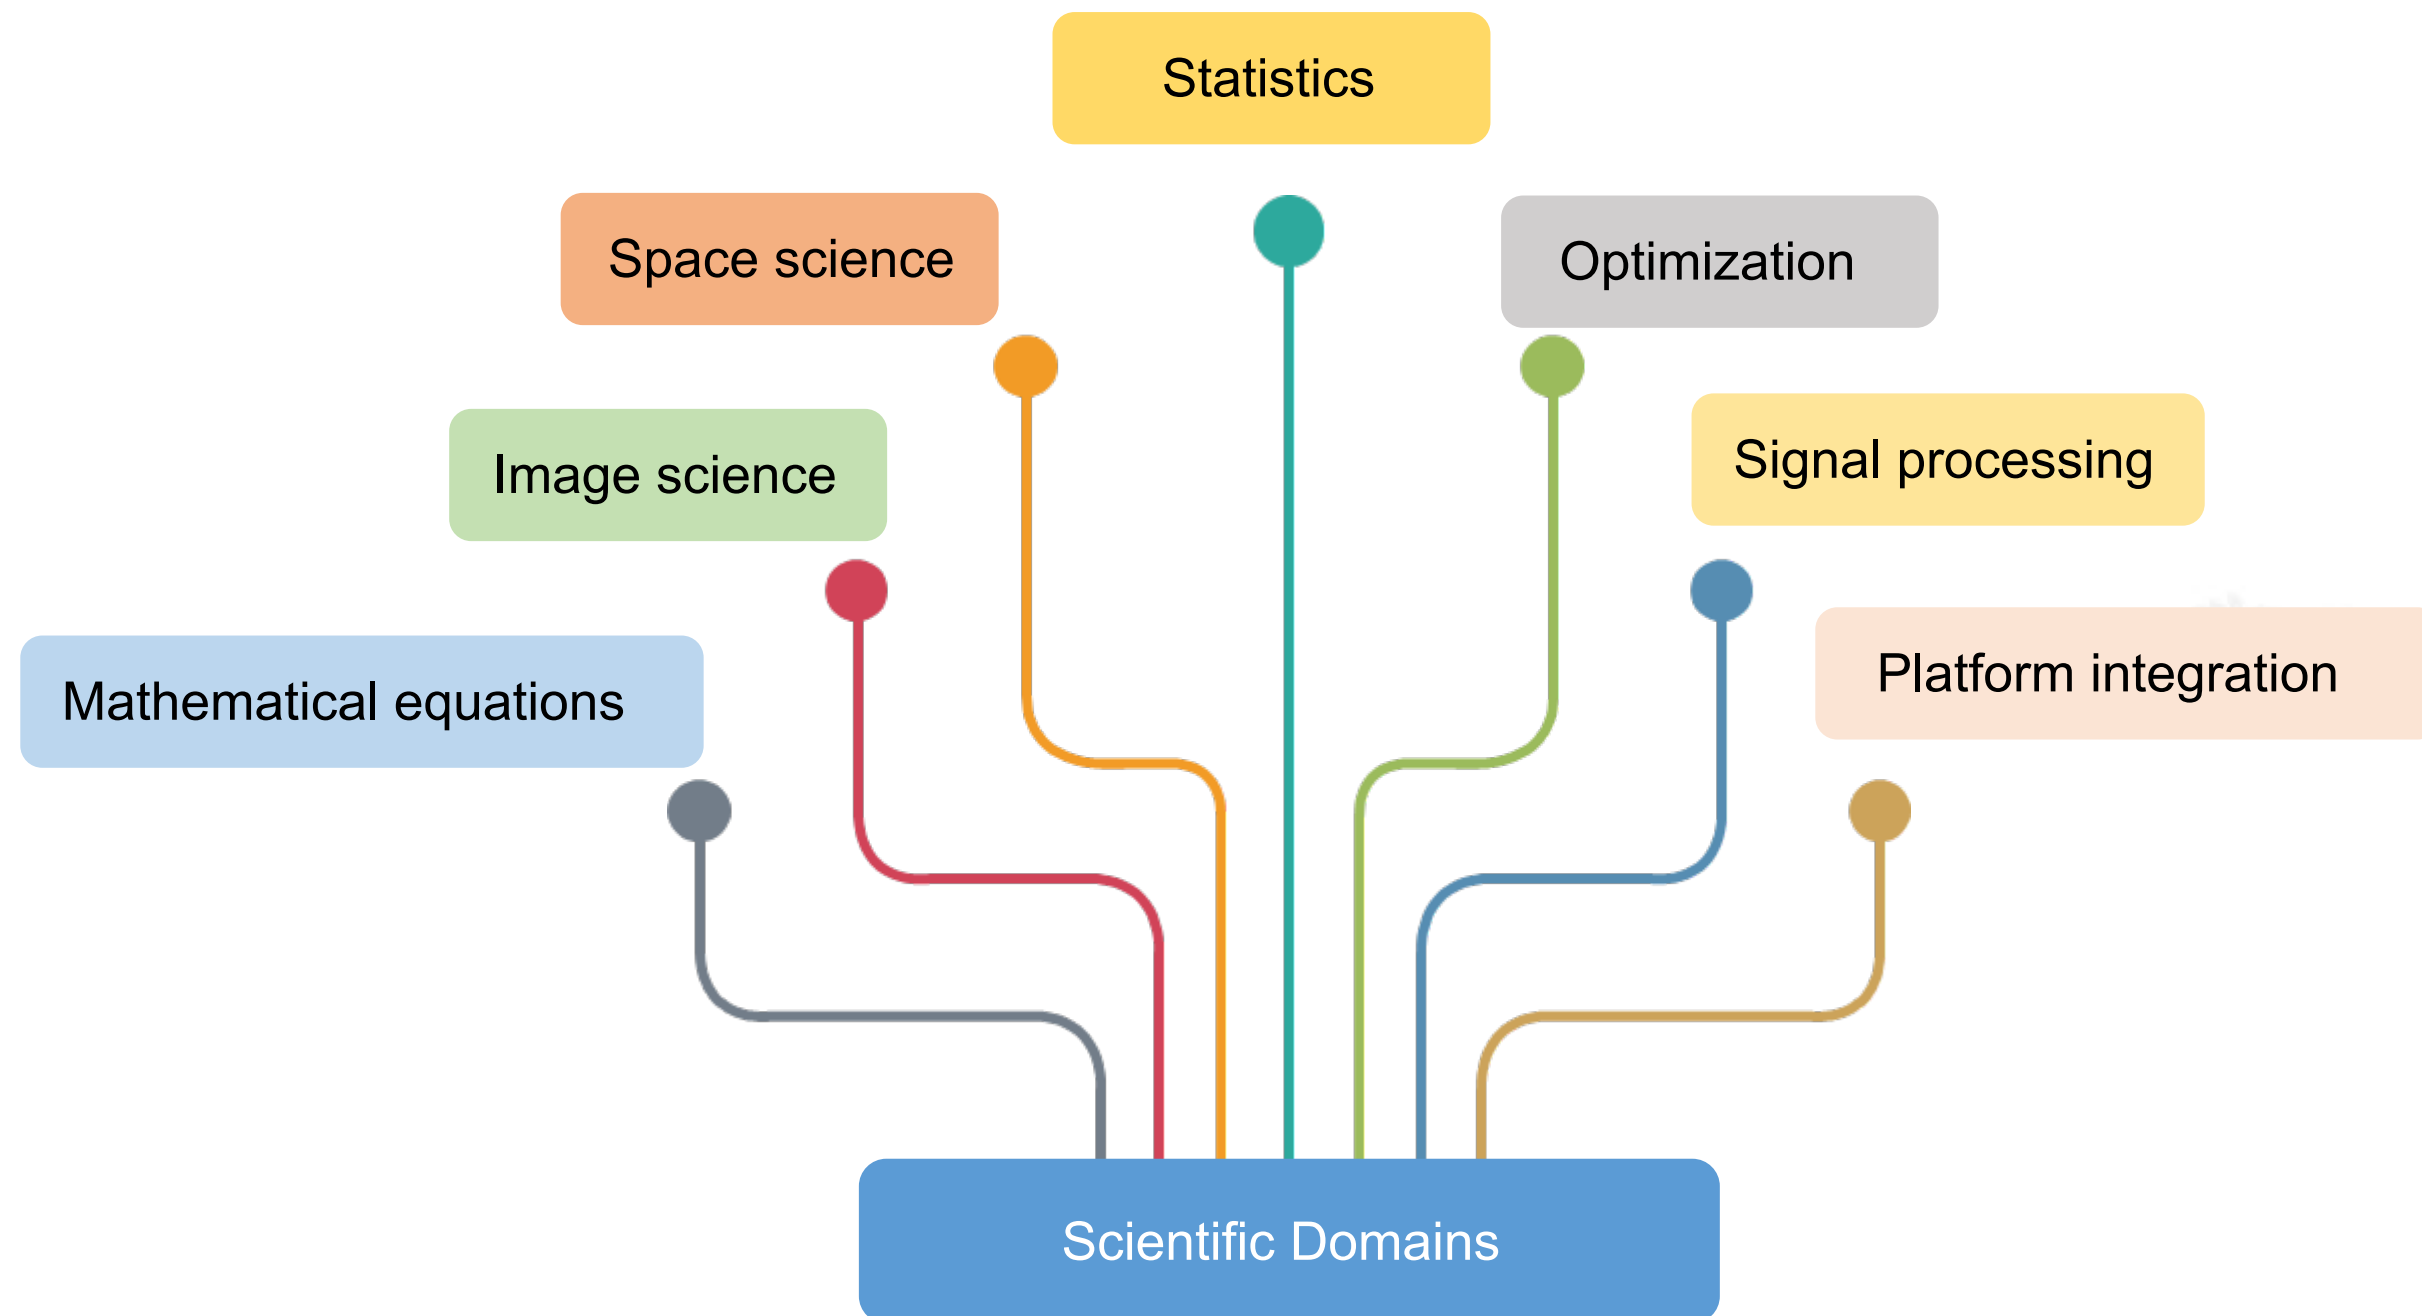 Statistics
Space science
Optimization
Image science
Signal processing
Mathematical equations
Platform integration
Scientific Domains